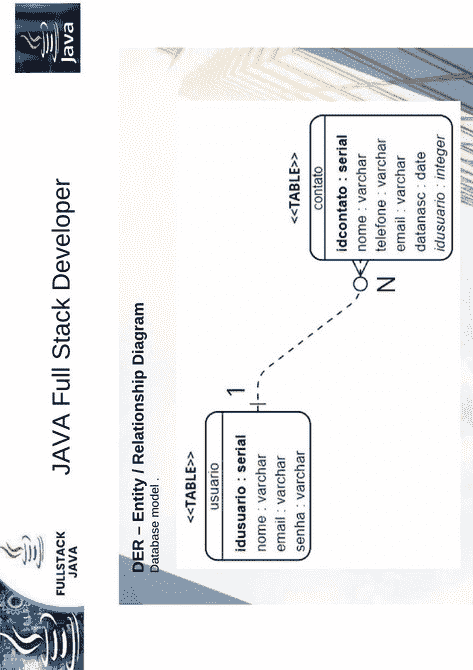 FULLSTACK
JAVA
JAVA Full Stack Developer
Java
DER – Entity / Relationship Diagram
Database model .
<<TABLE>>
usuario
idusuario : serial
nome : varchar
email : varchar
senha : varchar
1
N
<<TABLE>>
contato
idcontato : serial
nome : varchar
telefone : varchar
email : varchar
datanasc : date
idusuario : integer